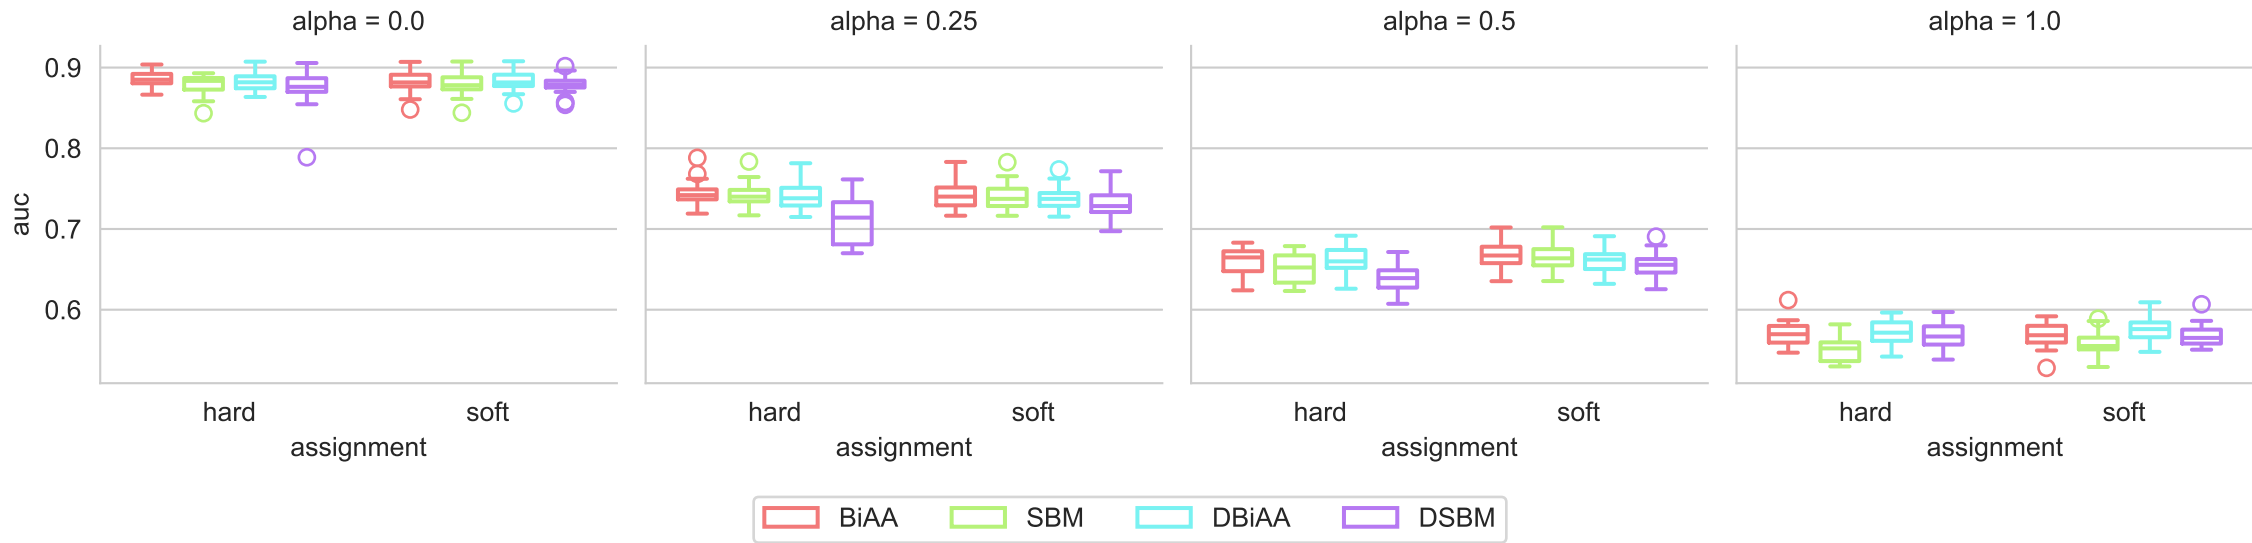 alpha = 0.0 alpha = 0.25 alpha = 0.5 alpha = 1.0
0.9
0.8
0.7
0.6
auc
hard soft hard soft hard soft hard soft
assignment assignment assignment assignment
BiAA SBM DBiAA DSBM